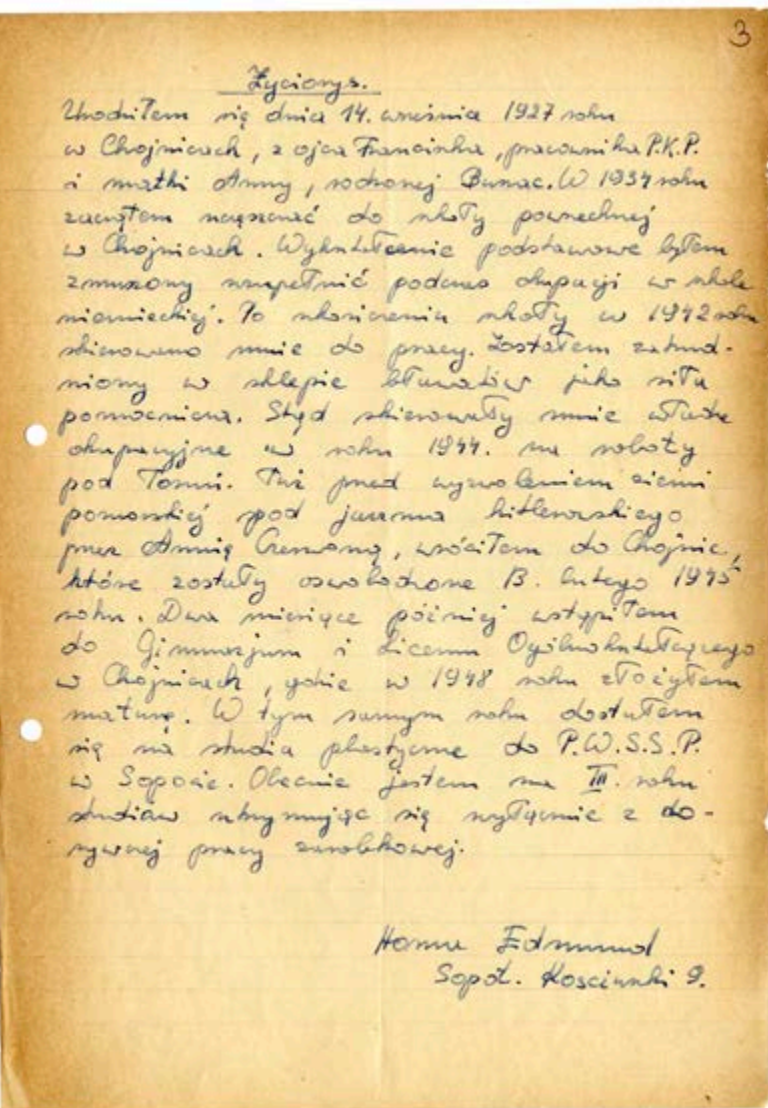 3
Życiorys.
Urodziłem się dnia 14. września 1927 roku
w Chojnicach, z ojca Franciszka, pracownika P.K.P.
i matki Anny, rodzonej Bunac. W 1934 roku
zacząłem uczęszczać do szkoły powszechnej
w Chojnicach. Wykształcenie podstawowe byłem
zmuszony uzupełnić podczas okupacji w szkole
niemieckiej. Po skończeniu szkoły w 1942 roku
skierowano mnie do pracy. Zostałem zatrud-
niony w sklepie bławatów jako siła
pomocnicza. Stąd skierowały mnie władze
okupacyjne w roku 1944. na roboty
pod Toruń. Tuż przed wyzwoleniem ziemi
pomorskiej spod jarzma hitlerowskiego
przez Armię Czerwoną, wróciłem do Chojnic,
które zostały oswobodzone 13. lutego 1945
roku. Dwa miesiące później wstąpiłem
do Gimnazjum i Liceum Ogólnokształcącego
w Chojnicach, gdzie w 1948 roku złożyłem
maturę. W tym samym roku dostałem
się na studia plastyczne do P.W.S.S.P.
w Sopocie. Obecnie jestem na III. roku
studiów utrzymując się wyłącznie z do-
rywczej pracy zarobkowej.
Edmund
Sopot. Kosciuszki 9.